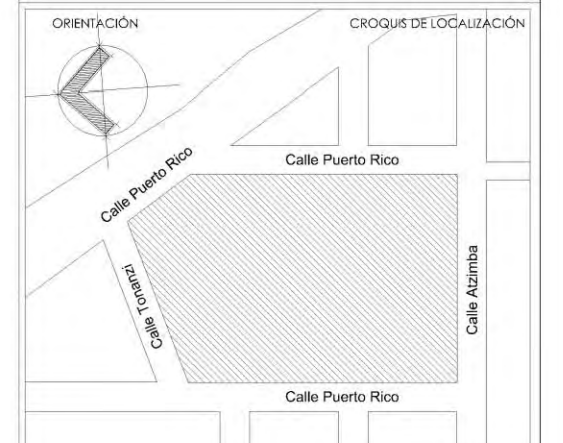 ORIENTACIÓN
CROQUIS DE LOCALIZACIÓN
Calle Puerto Rico
Calle Puerto Rico
Calle Tonanzi
Calle Atzimba
Calle Puerto Rico